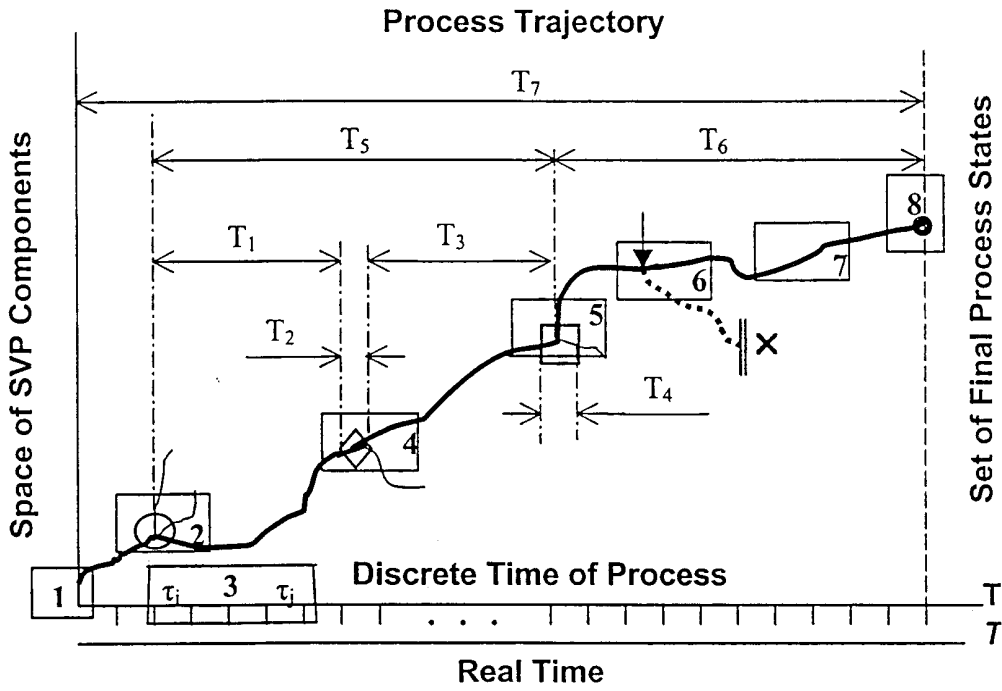 Process Trajectory
T₇
T₅
T₆
8
T₁
T₃
7
6
5
T₂
×
T₄
4
2
Discrete Time of Process
1
τᵢ 3 τⱼ
T
. . .
T
Real Time
Space of SVP Components
Set of Final Process States